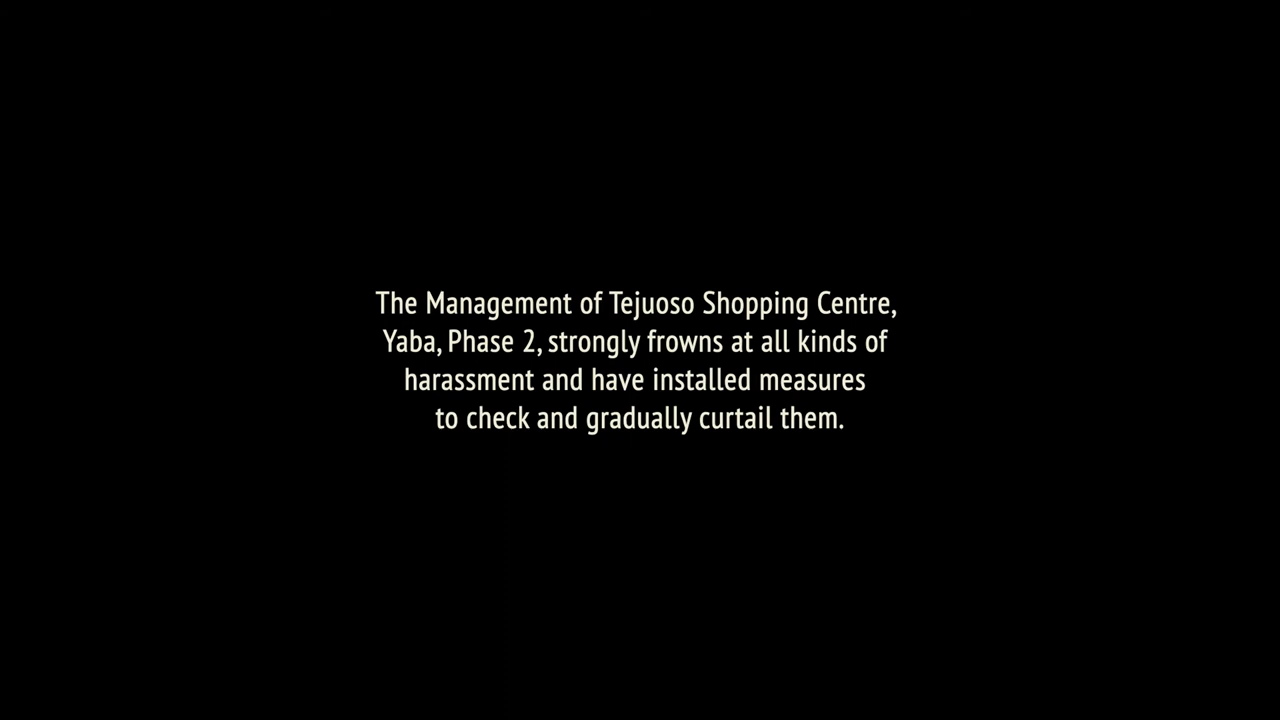 The Management of Tejuoso Shopping Centre,
Yaba, Phase 2, strongly frowns at all kinds of
harassment and have installed measures
to check and gradually curtail them.